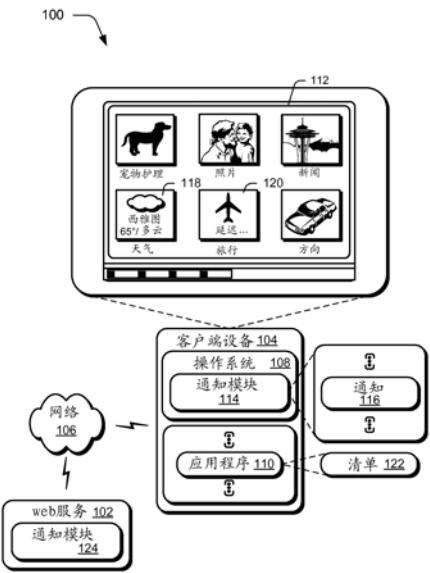 100
112
宠物护理
照片
新闻
118
120
西雅图
65°/多云
延迟...
天气
旅行
方向
客户端设备 104
操作系统 108
通知模块
114
通知
116
网络
106
应用程序 110
清单 122
web服务 102
通知模块
124